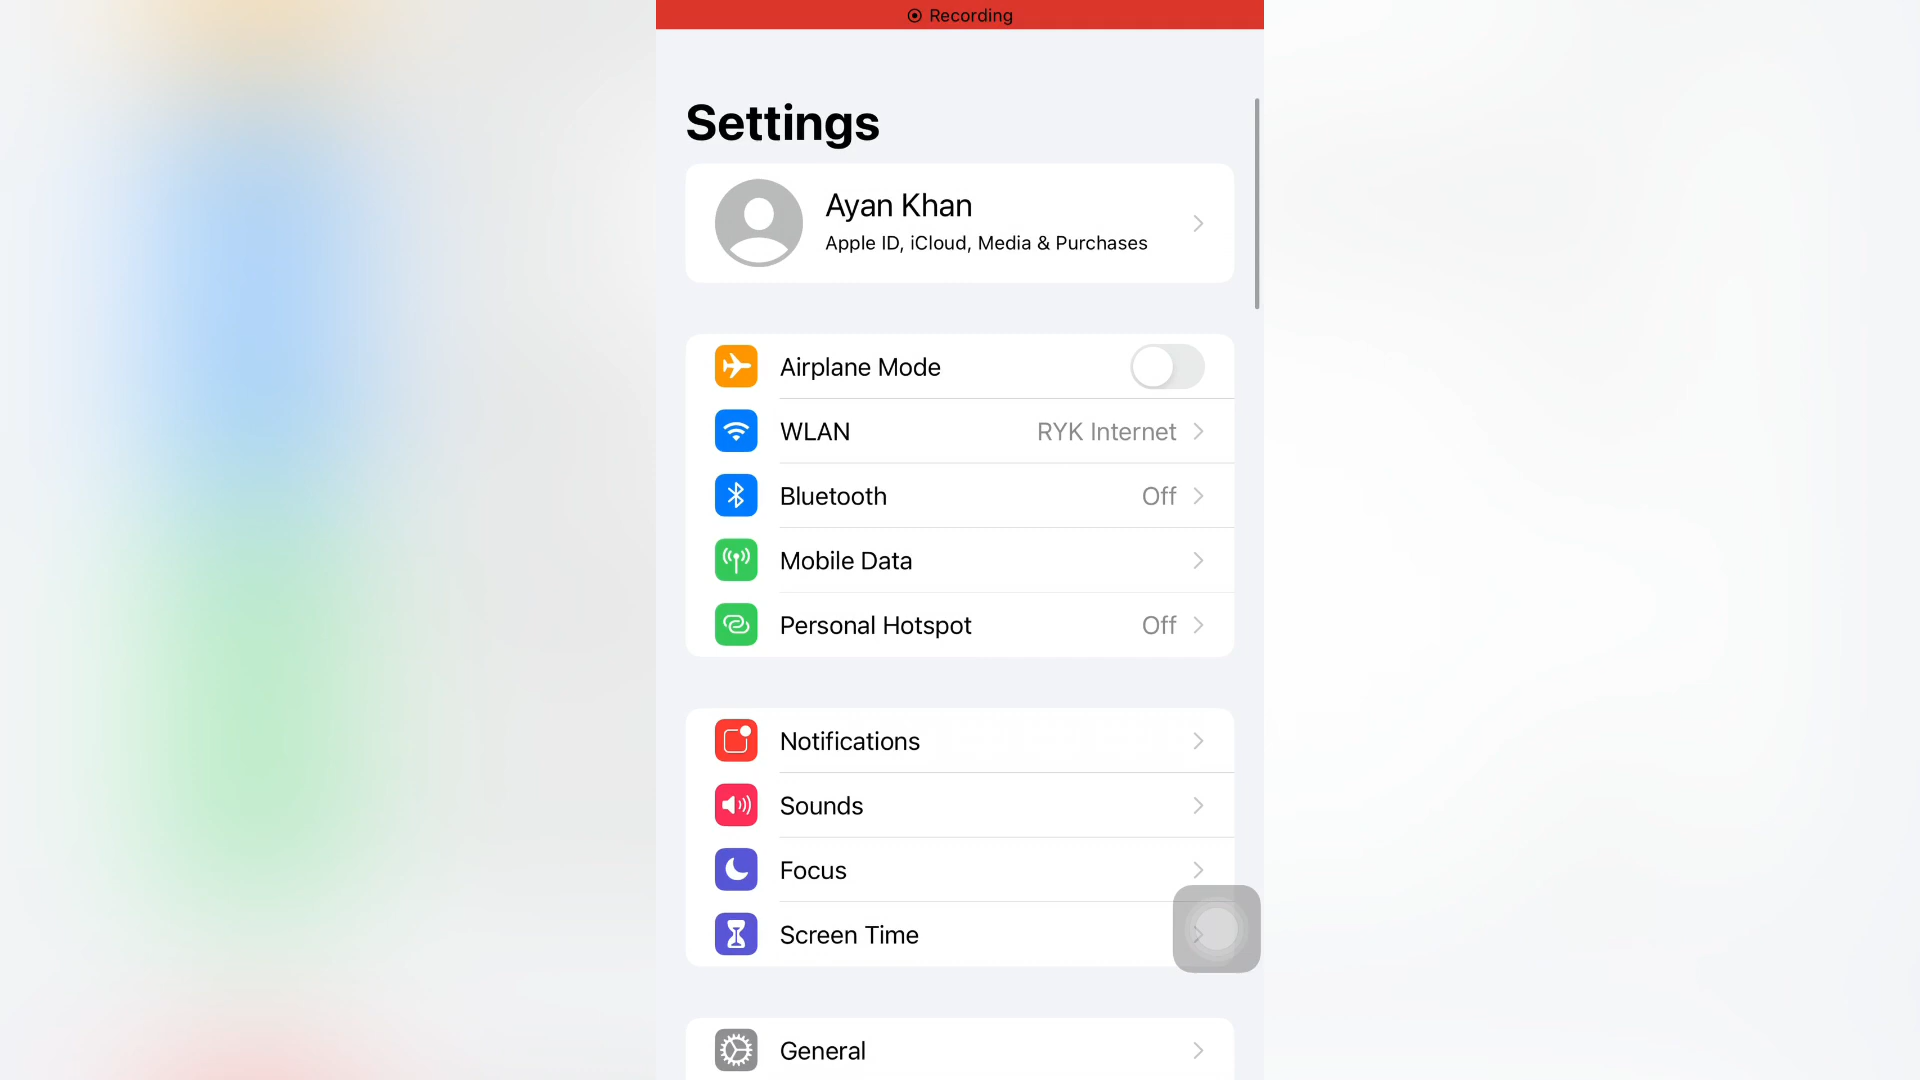 Recording
Settings
Ayan Khan
Apple ID, iCloud, Media & Purchases
Airplane Mode
WLAN RYK Internet
Bluetooth Off
Mobile Data
Personal Hotspot Off
Notifications
Sounds
Focus
Screen Time
General